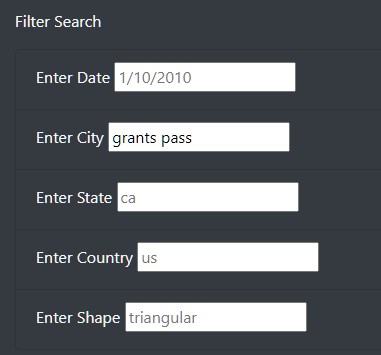 Filter Search
Enter Date 1/10/2010
Enter City grants pass
Enter State ca
Enter Country us
Enter Shape triangular